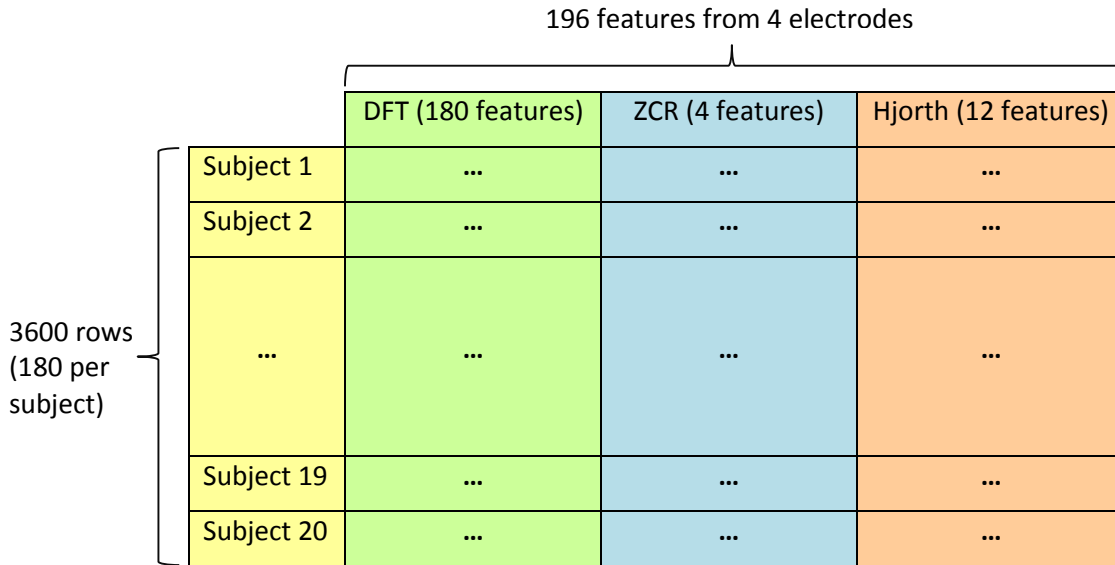 196 features from 4 electrodes
DFT (180 features) ZCR (4 features) Hjorth (12 features)
Subject 1 ... ... ...
Subject 2 ... ... ...
3600 rows
(180 per
subject)
... ... ... ...
Subject 19 ... ... ...
Subject 20 ... ... ...